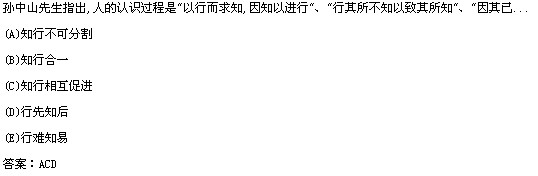 孙中山先生指出,人的认识过程是"以行而求知,因知以进行"、"行其所不知以致其所知"、"因其已...
(A)知行不可分割
(B)知行合一
(C)知行相互促进
(D)行先知后
(E)行难知易
答案：ACD